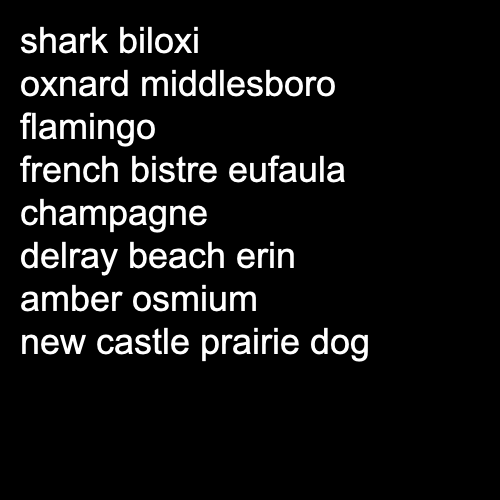 shark biloxi
oxnard middlesboro
flamingo
french bistre eufaula
champagne
delray beach erin
amber osmium
new castle prairie dog